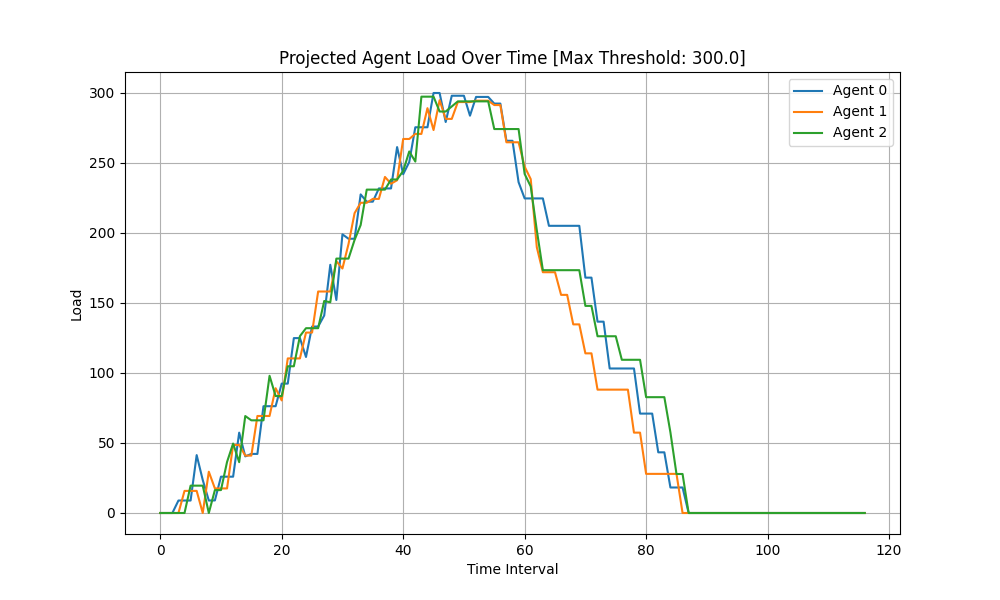 Projected Agent Load Over Time [Max Threshold: 300.0]
Agent 0
Agent 1
Agent 2
Load
300
250
200
150
100
50
0
0 20 40 60 80 100 120
Time Interval